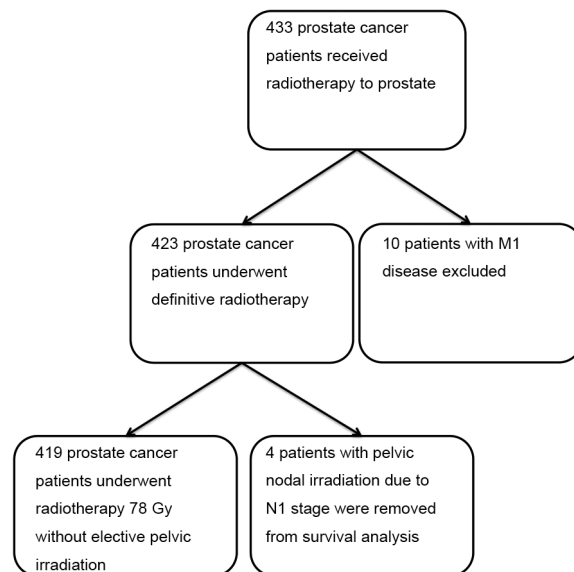 433 prostate cancer
patients received
radiotherapy to prostate
423 prostate cancer
patients underwent
definitive radiotherapy
10 patients with M1
disease excluded
419 prostate cancer
patients underwent
radiotherapy 78 Gy
without elective pelvic
irradiation
4 patients with pelvic
nodal irradiation due to
N1 stage were removed
from survival analysis